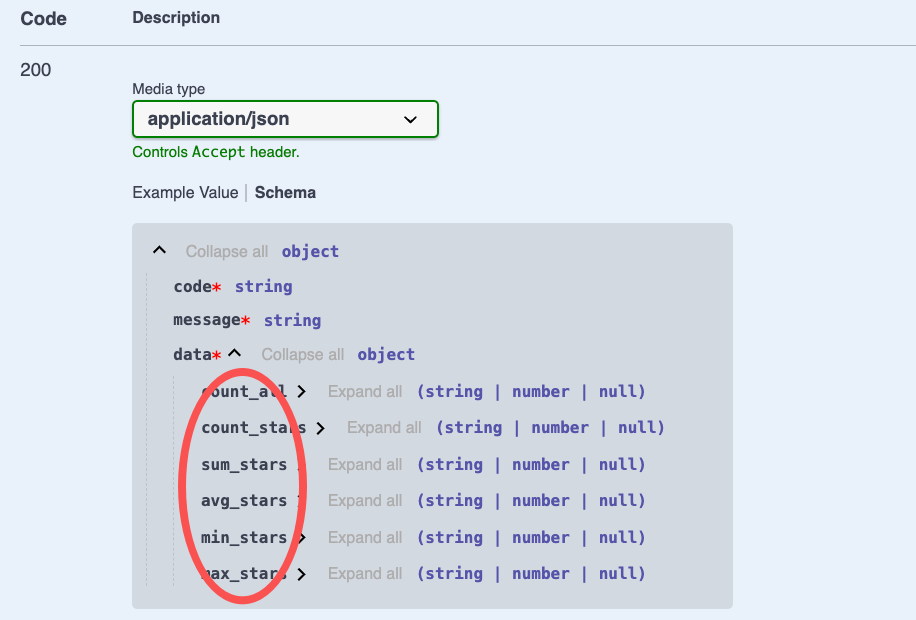 Code Description
200
Media type
application/json
Controls Accept header.
Example Value | Schema
Collapse all object
code* string
message* string
data* Collapse all object
count_all Expand all (string | number | null)
count_stars Expand all (string | number | null)
sum_stars Expand all (string | number | null)
avg_stars Expand all (string | number | null)
min_stars Expand all (string | number | null)
max_stars Expand all (string | number | null)